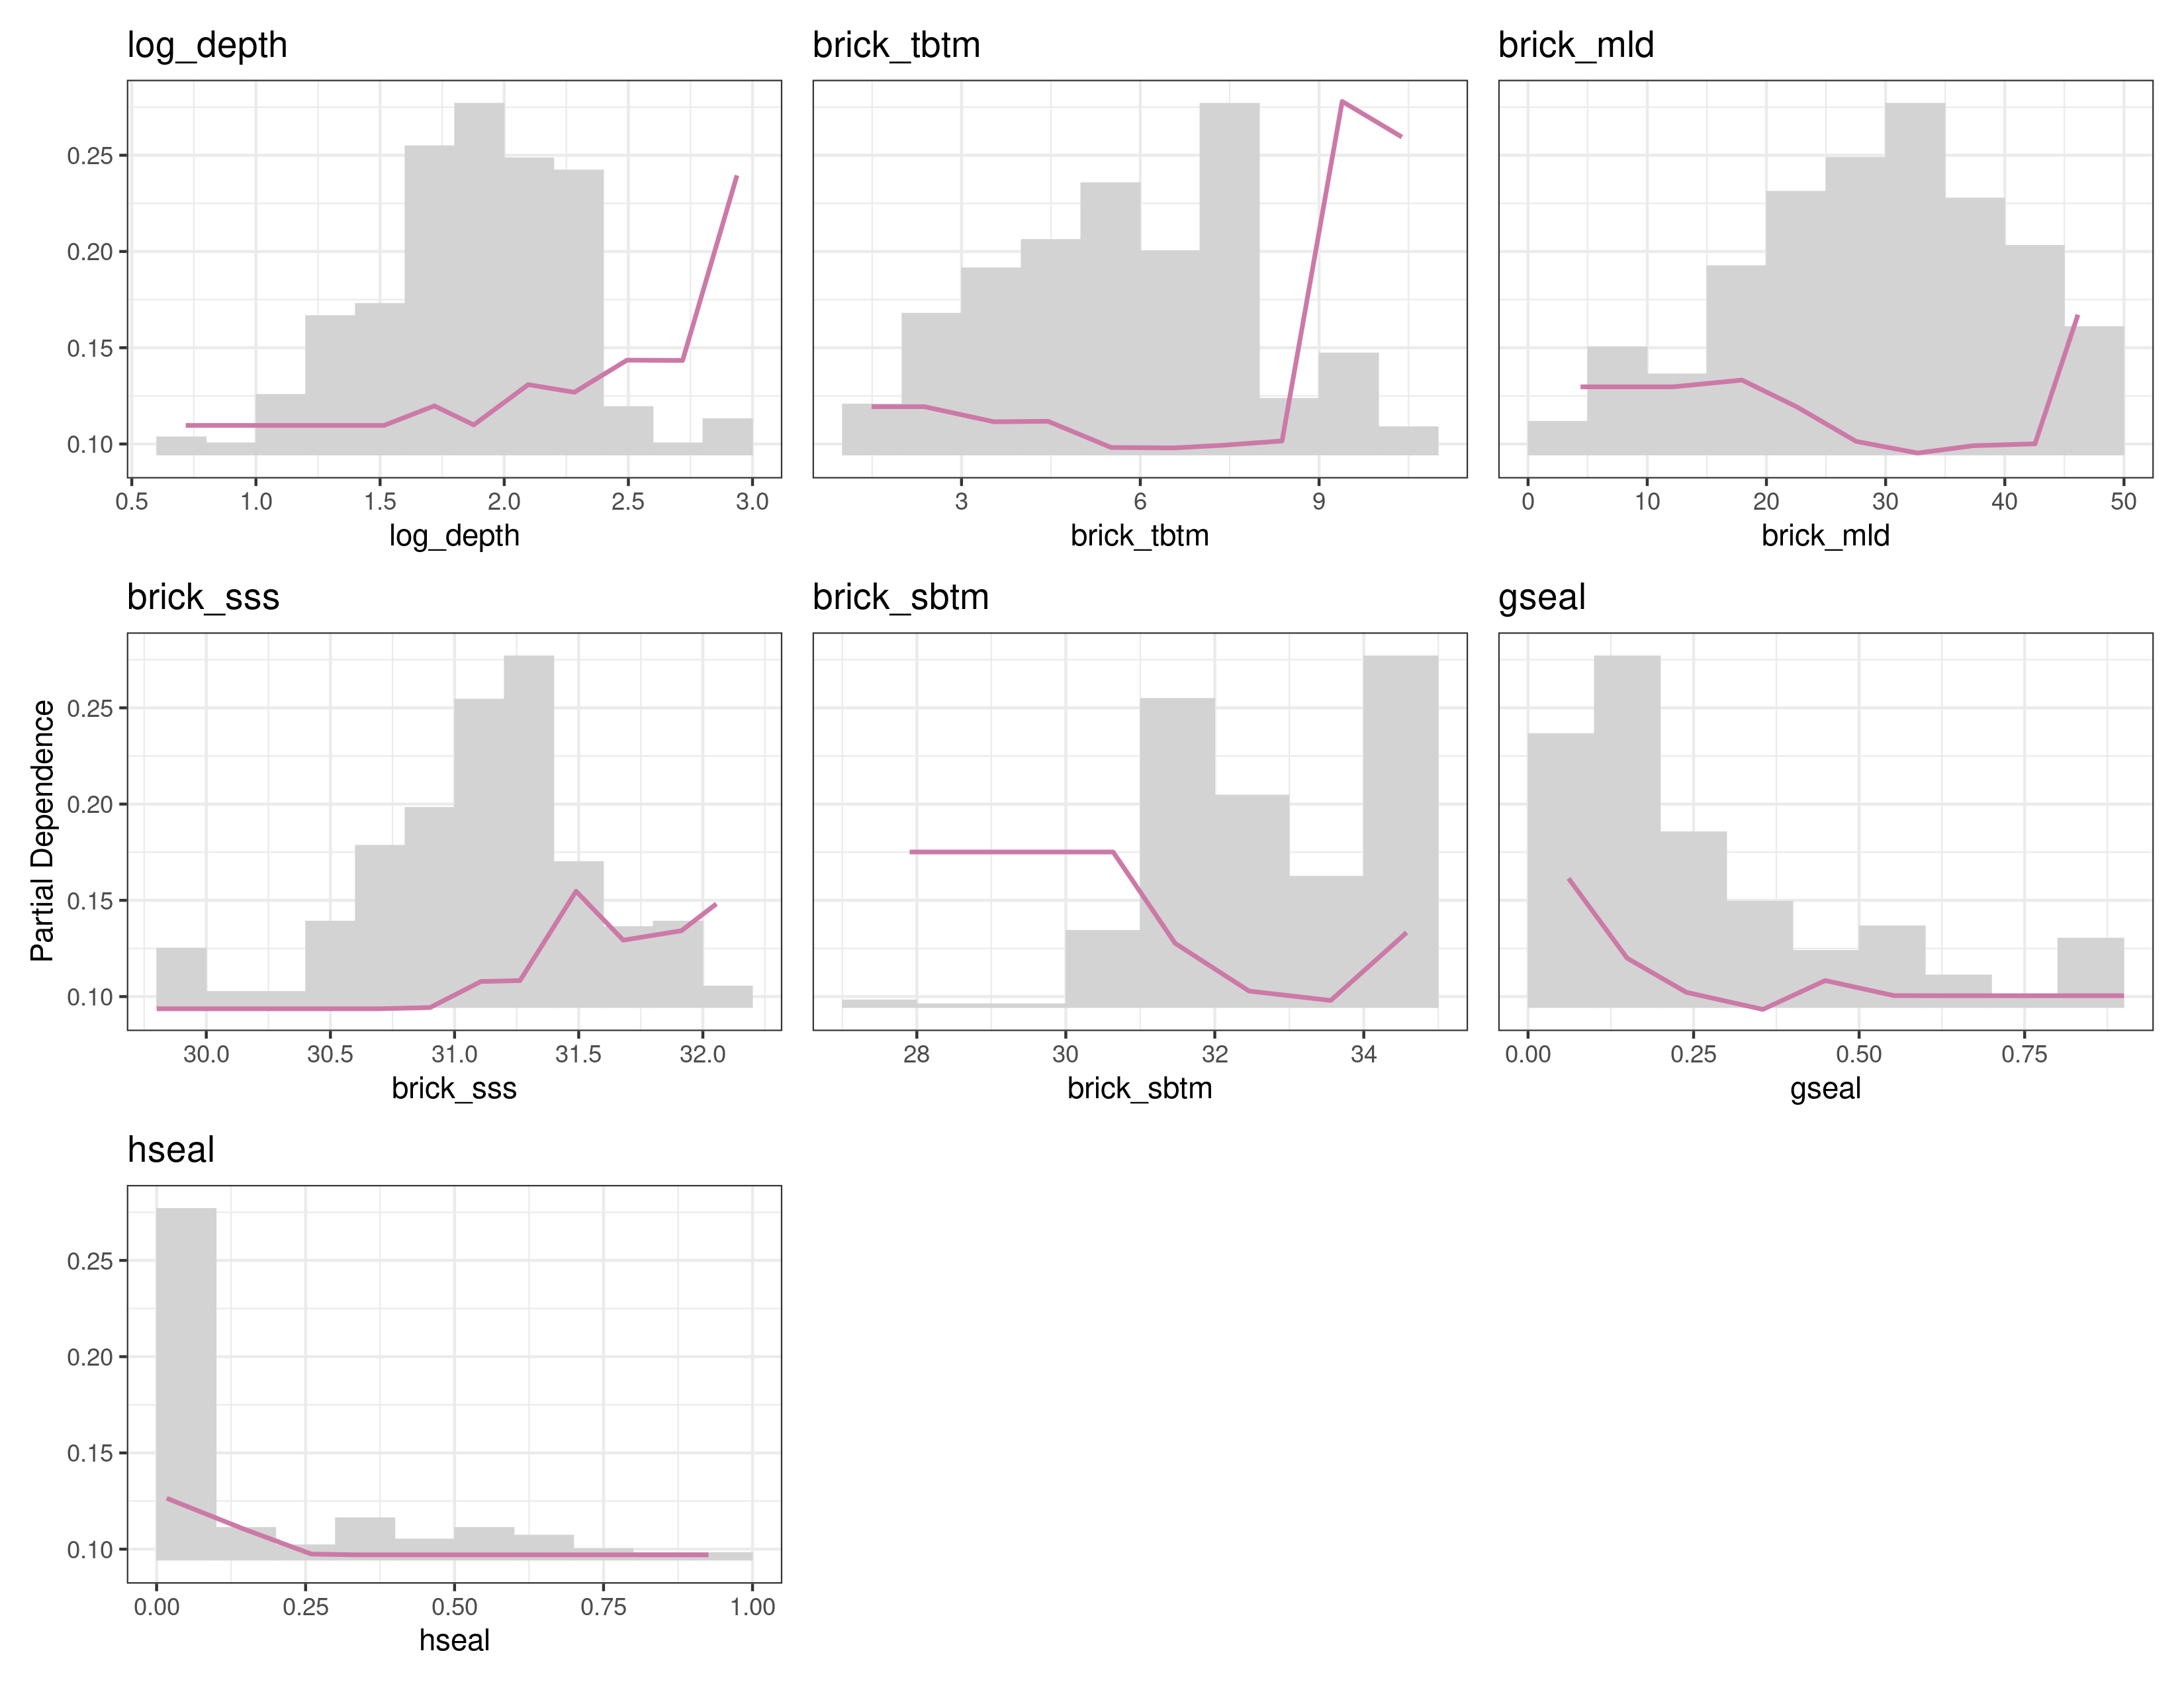 log_depth brick_tbtm brick_mld
0.25
0.20
0.15
0.10
0.5 1.0 1.5 2.0 2.5 3.0 3 6 9 0 10 20 30 40 50
log_depth brick_tbtm brick_mld
brick_sss brick_sbtm gseal
Partial Dependence
0.25
0.20
0.15
0.10
30.0 30.5 31.0 31.5 32.0 28 30 32 34 0.00 0.25 0.50 0.75
brick_sss brick_sbtm gseal
hseal
0.25
0.20
0.15
0.10
0.00 0.25 0.50 0.75 1.00
hseal